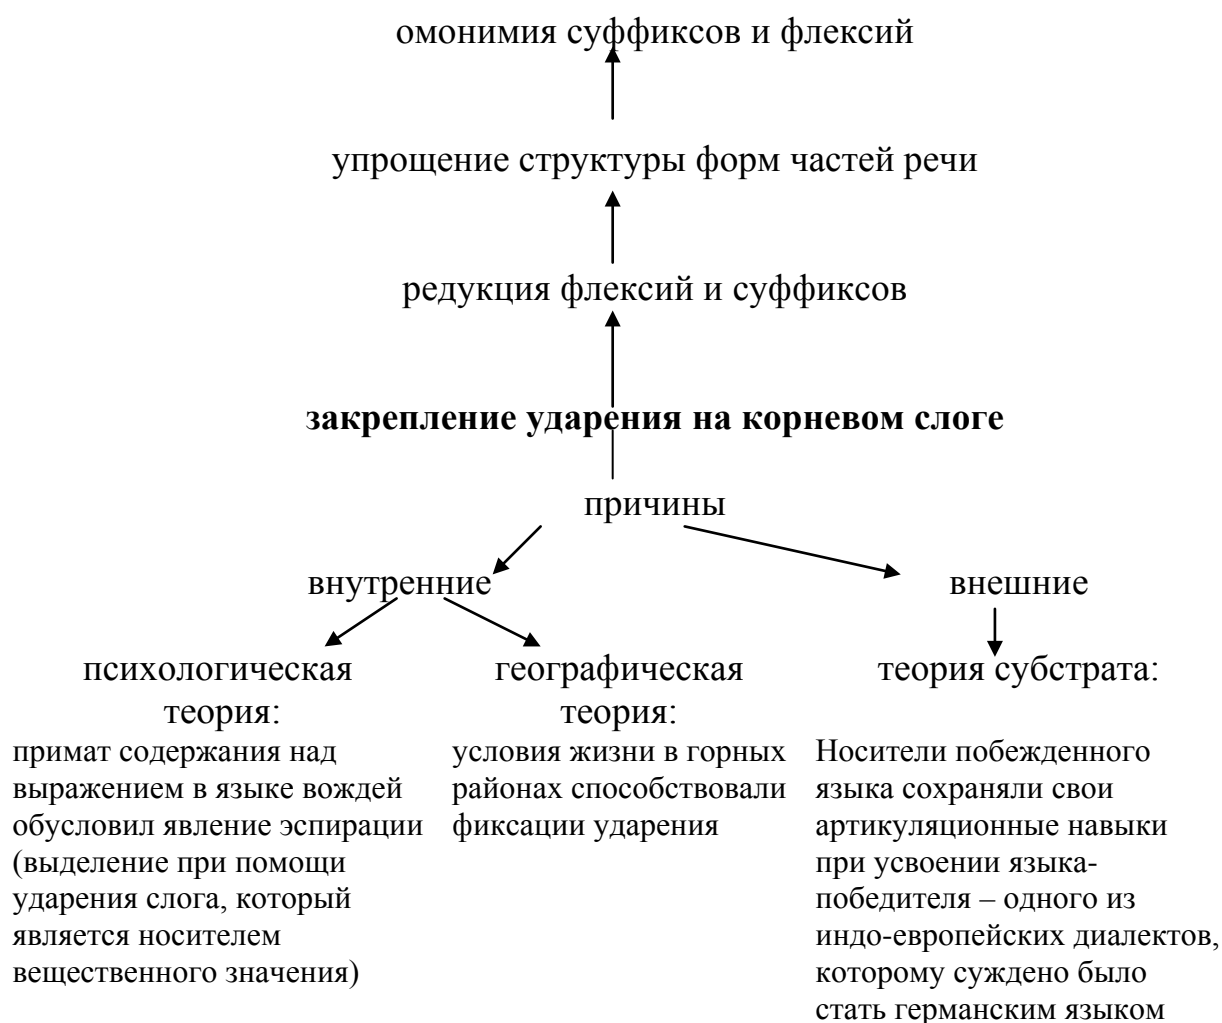 омонимия суффиксов и флексий
упрощение структуры форм частей речи
редукция флексий и суффиксов
закрепление ударения на корневом слоге
причины
внутренние
внешние
психологическая
теория:
примат содержания над
выражением в языке вождей
обусловил явление эспирации
(выделение при помощи
ударения слога, который
является носителем
вещественного значения)
географическая
теория:
условия жизни в горных
районах способствовали
фиксации ударения
теория субстрата:
Носители побежденного
языка сохраняли свои
артикуляционные навыки
при усвоении языка-
победителя – одного из
индо-европейских диалектов,
которому суждено было
стать германским языком